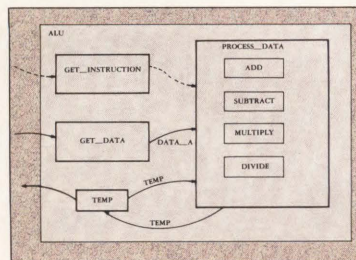 ALU
PROCESS__DATA
GET__INSTRUCTION
ADD
SUBTRACT
GET__DATA
DATA__A
MULTIPLY
DIVIDE
TEMP
TEMP
TEMP